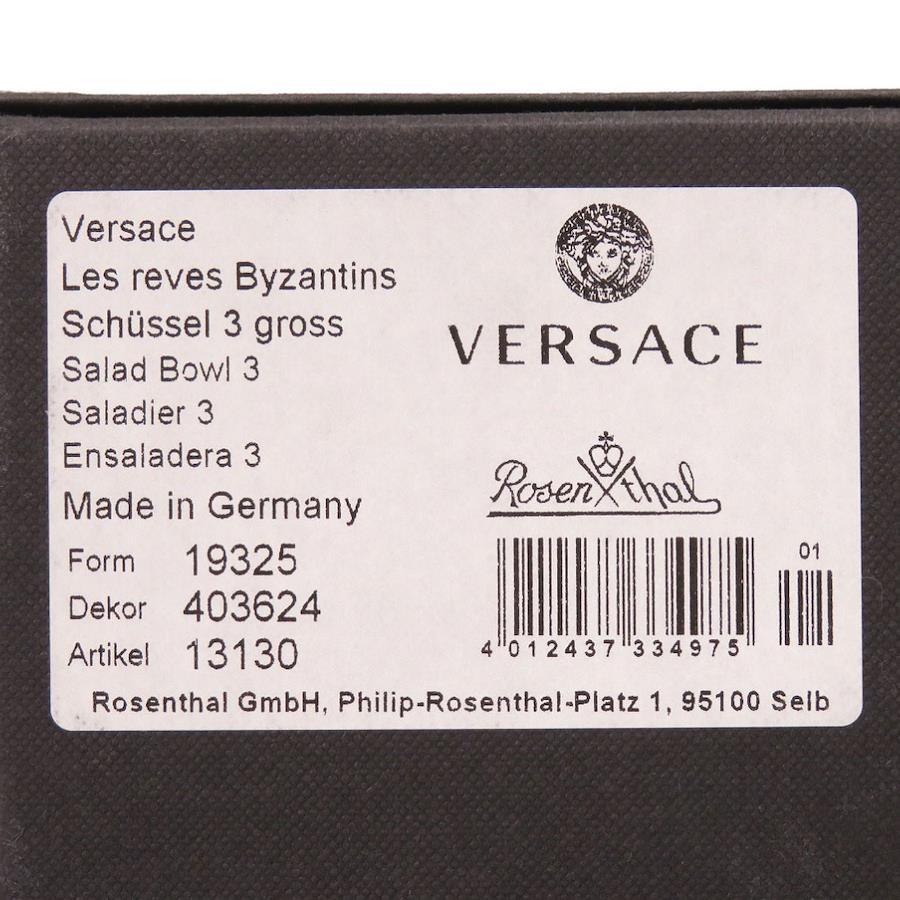 Versace
Les reves Byzantins
Schüssel 3 gross
Salad Bowl 3
Saladier 3
Ensaladera 3
Made in Germany
Form 19325
Dekor 403624
Artikel 13130
VERSACE
Rosenthal
01
4 012437 334975
Rosenthal GmbH, Philip-Rosenthal-Platz 1, 95100 Selb